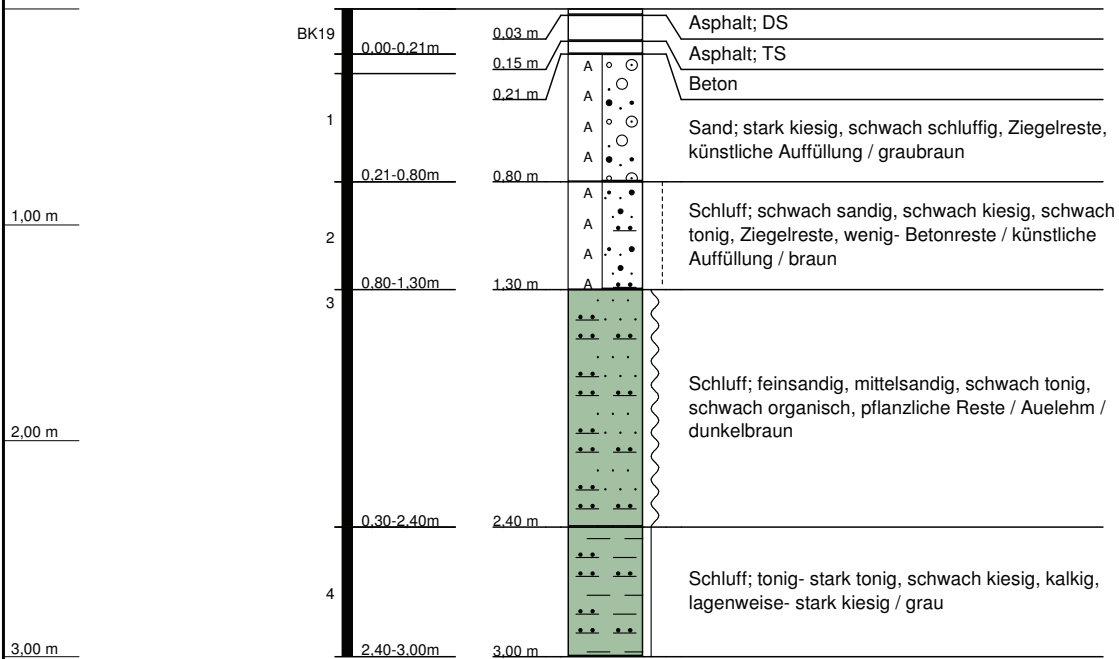 BK19
0,00-0,21m
0,03 m
Asphalt; DS
0,15 m
Asphalt; TS
0,21 m
Beton
1
A
A
A
A
Sand; stark kiesig, schwach schluffig, Ziegelreste,
künstliche Auffüllung / graubraun
0,21-0,80m
0,80 m
1,00 m
2
A
A
A
A
Schluff; schwach sandig, schwach kiesig, schwach
tonig, Ziegelreste, wenig- Betonreste / künstliche
Auffüllung / braun
0,80-1,30m
1,30 m
3
Schluff; feinsandig, mittelsandig, schwach tonig,
schwach organisch, pflanzliche Reste / Auelehm /
dunkelbraun
2,00 m
0,30-2,40m
2,40 m
4
Schluff; tonig- stark tonig, schwach kiesig, kalkig,
lagenweise- stark kiesig / grau
3,00 m
2,40-3,00m
3,00 m